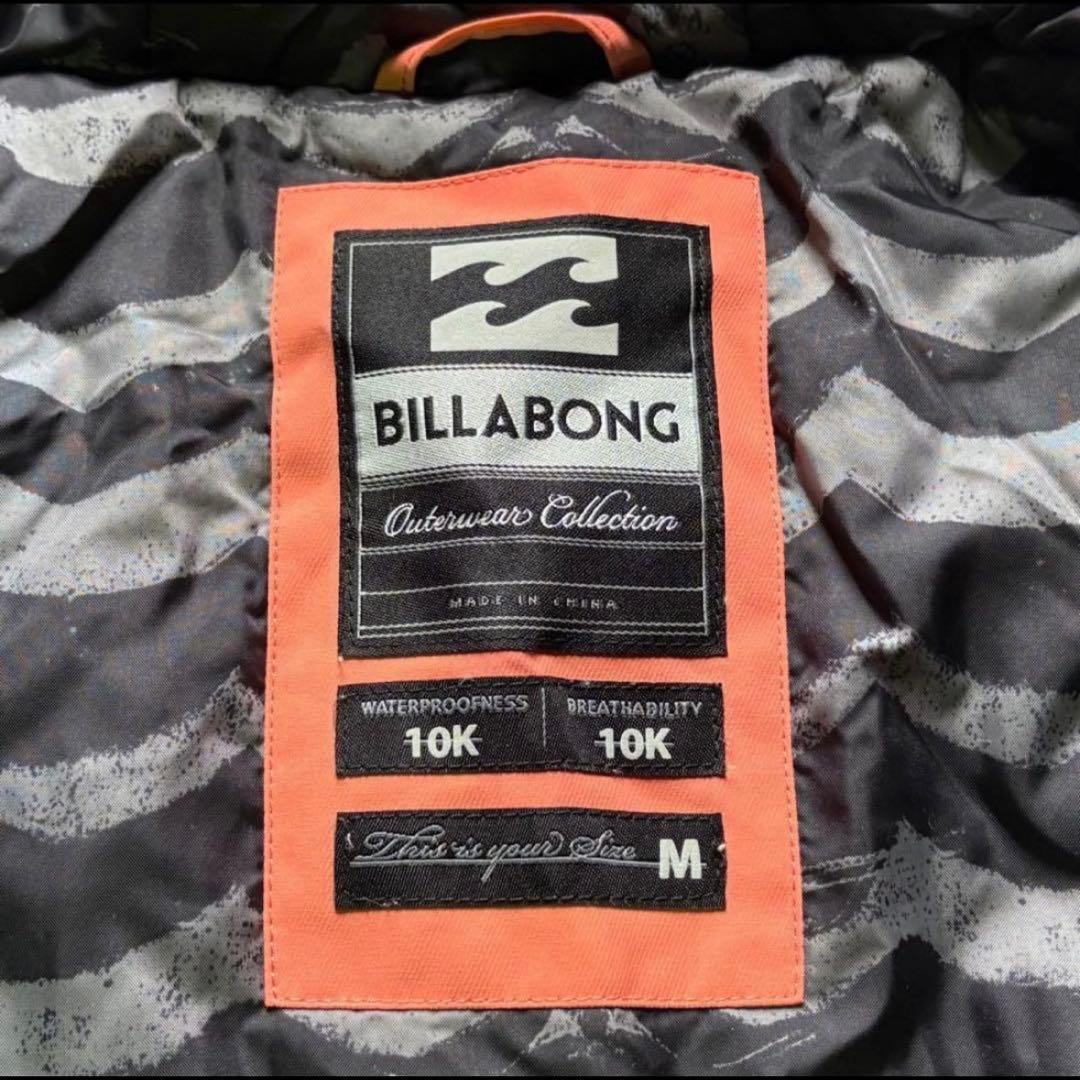 BILLABONG
Outerwear Collection
MADE IN CHINA
WATERPROOFNESS BREATHABILITY
10K 10K
This is your Size M